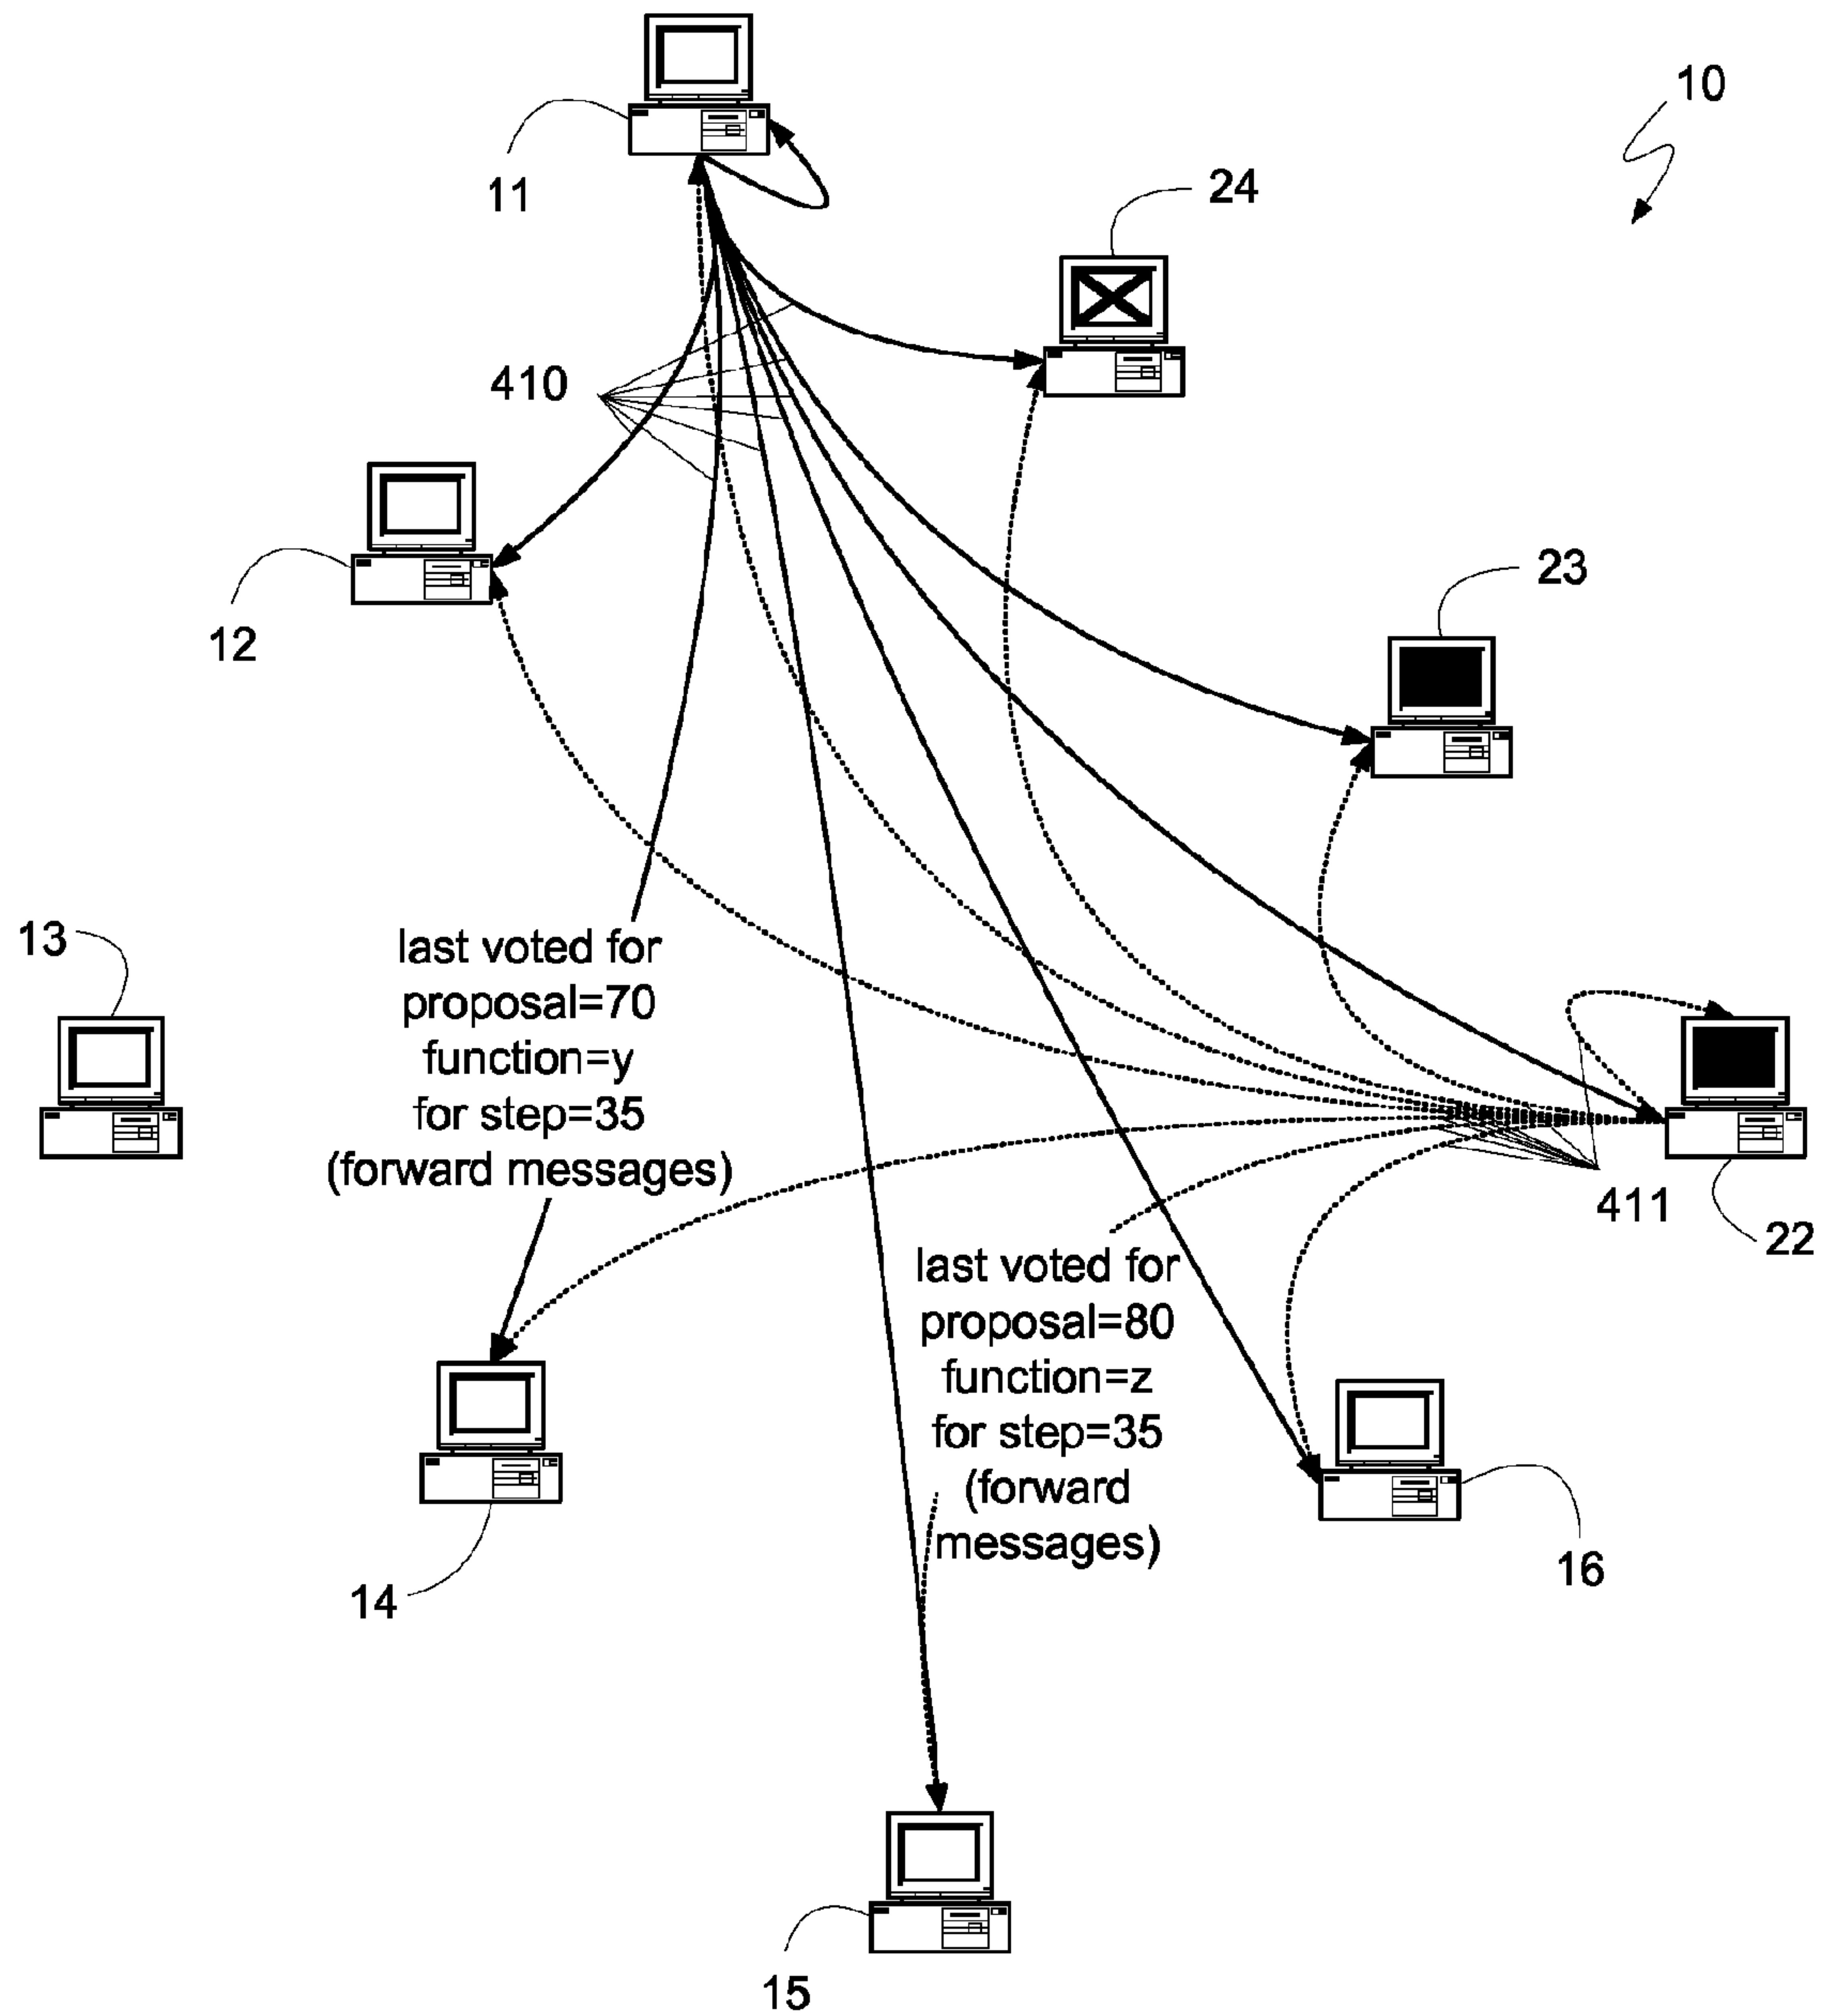 10
11
24
410
12
23
13
last voted for
proposal=70
function=y
for step=35
(forward messages)
411
22
last voted for
proposal=80
function=z
for step=35
(forward
messages)
14
16
15